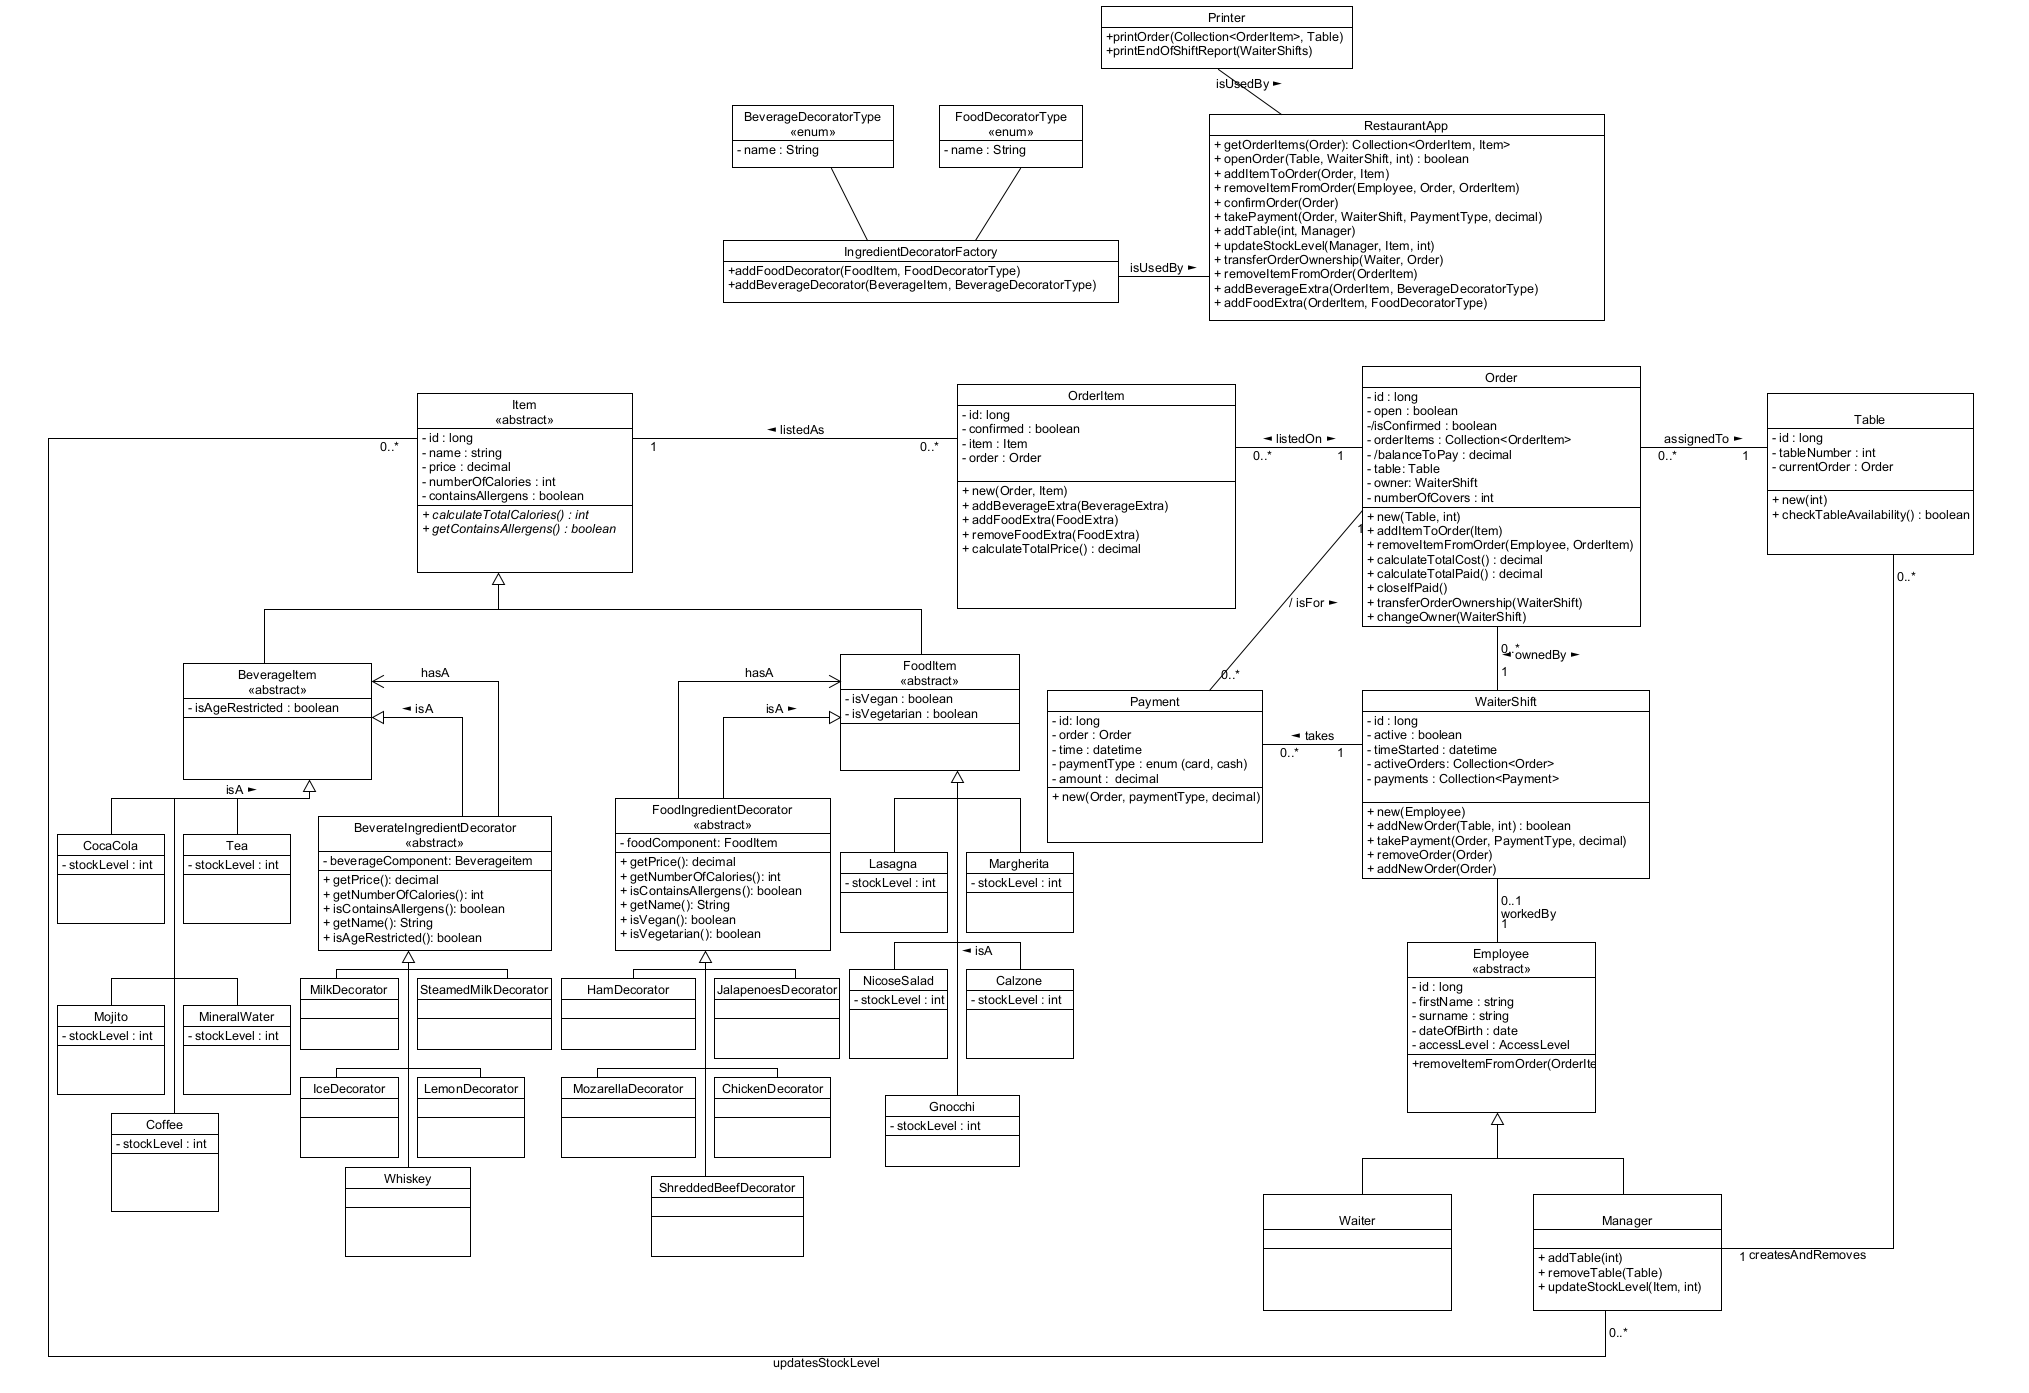 Printer
+printOrder(Collection<OrderItem>, Table)
+printEndOfShiftReport(WaiterShifts)
isUsedBy ►
BeverageDecoratorType
«enum»
- name : String
FoodDecoratorType
«enum»
- name : String
RestaurantApp
+ getOrderItems(Order): Collection<OrderItem, Item>
+ openOrder(Table, WaiterShift, int) : boolean
+ addItemToOrder(Order, Item)
+ removeItemFromOrder(Employee, Order, OrderItem)
+ confirmOrder(Order)
+ takePayment(Order, WaiterShift, PaymentType, decimal)
+ addTable(int, Manager)
+ updateStockLevel(Manager, Item, int)
+ transferOrderOwnership(Waiter, Order)
+ removeItemFromOrder(OrderItem)
+ addBeverageExtra(OrderItem, BeverageDecoratorType)
+ addFoodExtra(OrderItem, FoodDecoratorType)
IngredientDecoratorFactory
+addFoodDecorator(FoodItem, FoodDecoratorType)
+addBeverageDecorator(BeverageItem, BeverageDecoratorType)
isUsedBy ►
Item
«abstract»
- id : long
- name : string
- price : decimal
- numberOfCalories : int
- containsAllergens : boolean
+ calculateTotalCalories() : int
+ getContainsAllergens() : boolean
0..*
1
◄ listedAs
0..*
OrderItem
- id: long
- confirmed : boolean
- item : Item
- order : Order
+ new(Order, Item)
+ addBeverageExtra(BeverageExtra)
+ addFoodExtra(FoodExtra)
+ removeFoodExtra(FoodExtra)
+ calculateTotalPrice() : decimal
◄ listedOn ►
0..*
1
Order
- id : long
- open : boolean
-/isConfirmed : boolean
- orderItems : Collection<OrderItem>
- /balanceToPay : decimal
- table: Table
- owner: WaiterShift
- numberOfCovers : int
+ new(Table, int)
+ addItemToOrder(Item)
+ removeItemFromOrder(Employee, OrderItem)
+ calculateTotalCost() : decimal
+ calculateTotalPaid() : decimal
+ closeIfPaid()
+ transferOrderOwnership(WaiterShift)
+ changeOwner(WaiterShift)
assignedTo ►
0..*
1
Table
- id : long
- tableNumber : int
- currentOrder : Order
+ new(int)
+ checkTableAvailability() : boolean
0..*
1
/ isFor ►
0..*
0..*
◄ ownedBy ►
1
BeverageItem
«abstract»
- isAgeRestricted : boolean
hasA
◄ isA
hasA
isA ►
FoodItem
«abstract»
- isVegan : boolean
- isVegetarian : boolean
Payment
- id: long
- order : Order
- time : datetime
- paymentType : enum (card, cash)
- amount : decimal
+ new(Order, paymentType, decimal)
◄ takes
0..*
1
WaiterShift
- id : long
- active : boolean
- timeStarted : datetime
- activeOrders: Collection<Order>
- payments : Collection<Payment>
+ new(Employee)
+ addNewOrder(Table, int) : boolean
+ takePayment(Order, PaymentType, decimal)
+ removeOrder(Order)
+ addNewOrder(Order)
isA ►
CocaCola
- stockLevel : int
Tea
- stockLevel : int
BeverateIngredientDecorator
«abstract»
- beverageComponent: Beverageitem
+ getPrice(): decimal
+ getNumberOfCalories(): int
+ isContainsAllergens(): boolean
+ getName(): String
+ isAgeRestricted(): boolean
FoodIngredientDecorator
«abstract»
- foodComponent: FoodItem
+ getPrice(): decimal
+ getNumberOfCalories(): int
+ isContainsAllergens(): boolean
+ getName(): String
+ isVegan(): boolean
+ isVegetarian(): boolean
Lasagna
- stockLevel : int
Margherita
- stockLevel : int
0..1
workedBy
1
◄ isA
Employee
«abstract»
- id : long
- firstName : string
- surname : string
- dateOfBirth : date
- accessLevel : AccessLevel
+removeItemFromOrder(OrderIte
Mojito
- stockLevel : int
MineralWater
- stockLevel : int
MilkDecorator
SteamedMilkDecorator
HamDecorator
JalapenoesDecorator
NicoseSalad
- stockLevel : int
Calzone
- stockLevel : int
IceDecorator
LemonDecorator
MozarellaDecorator
ChickenDecorator
Gnocchi
- stockLevel : int
Coffee
- stockLevel : int
Whiskey
ShreddedBeefDecorator
Waiter
Manager
+ addTable(int)
+ removeTable(Table)
+ updateStockLevel(Item, int)
1 createsAndRemoves
0..*
updatesStockLevel